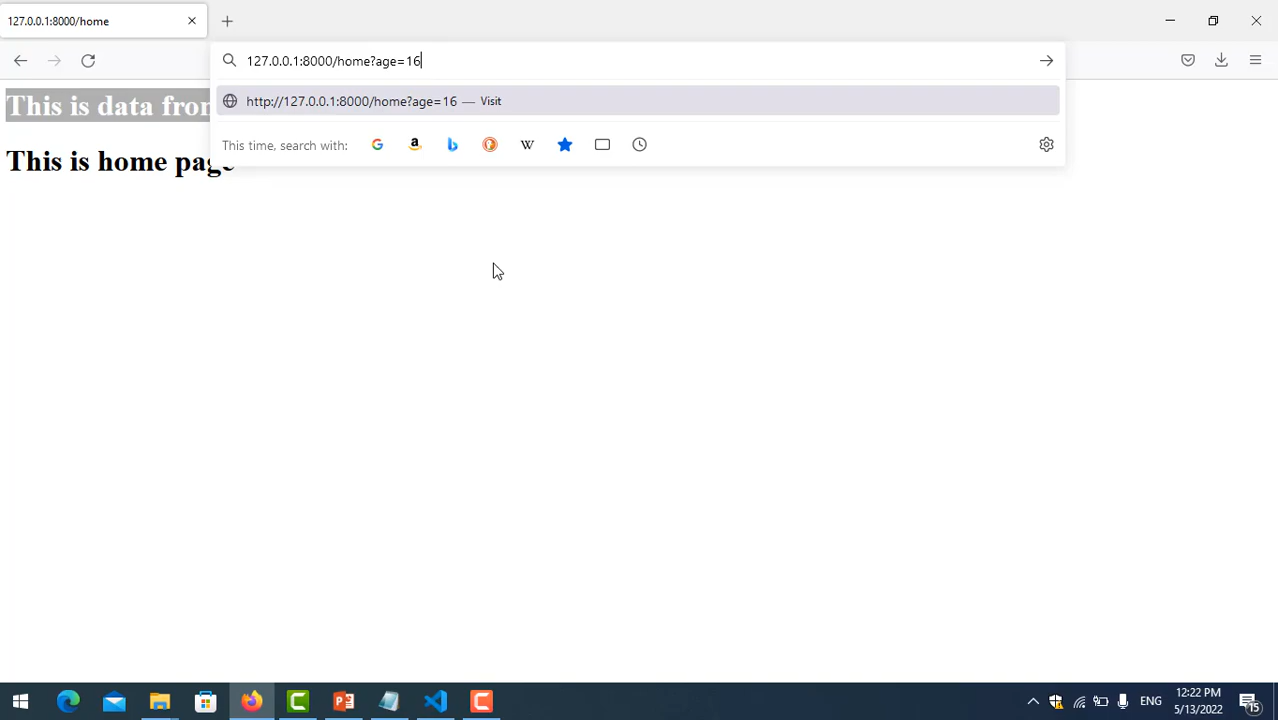 127.0.0.1:8000/home
127.0.0.1:8000/home?age=16
http://127.0.0.1:8000/home?age=16 — Visit
This is data from
This time, search with:
This is home page
ENG
12:22 PM
5/13/2022
15